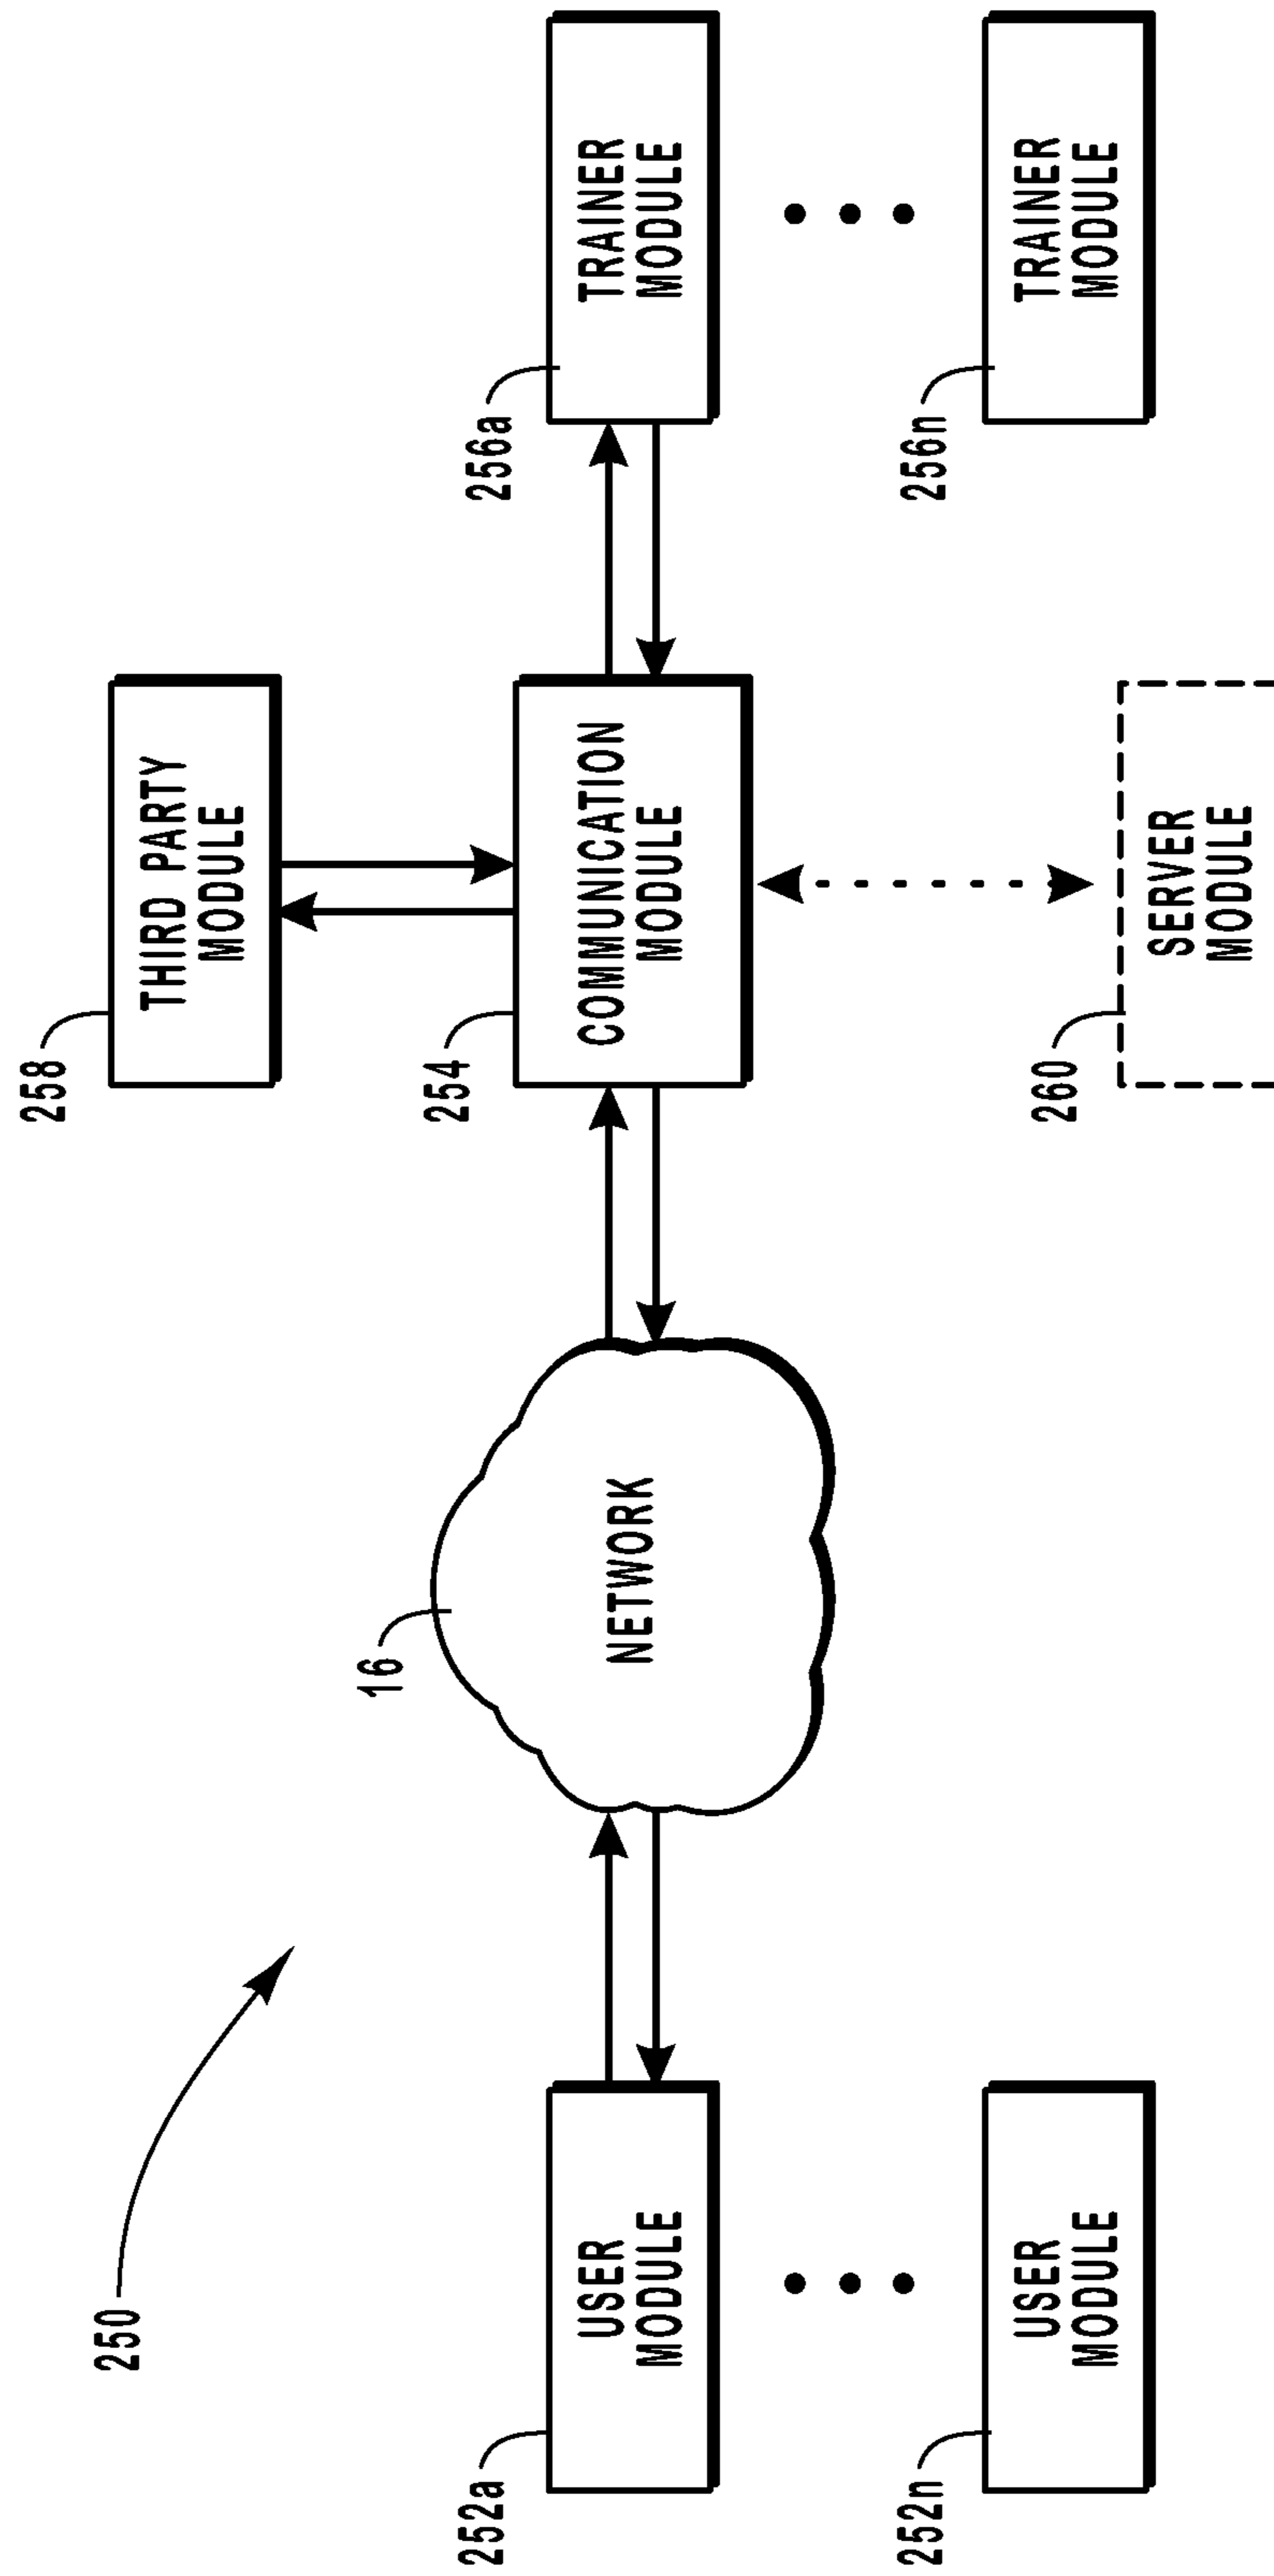 250
252a
USER
MODULE
252n
USER
MODULE
16
NETWORK
258
THIRD PARTY
MODULE
254
COMMUNICATION
MODULE
260
SERVER
MODULE
256a
TRAINER
MODULE
256n
TRAINER
MODULE